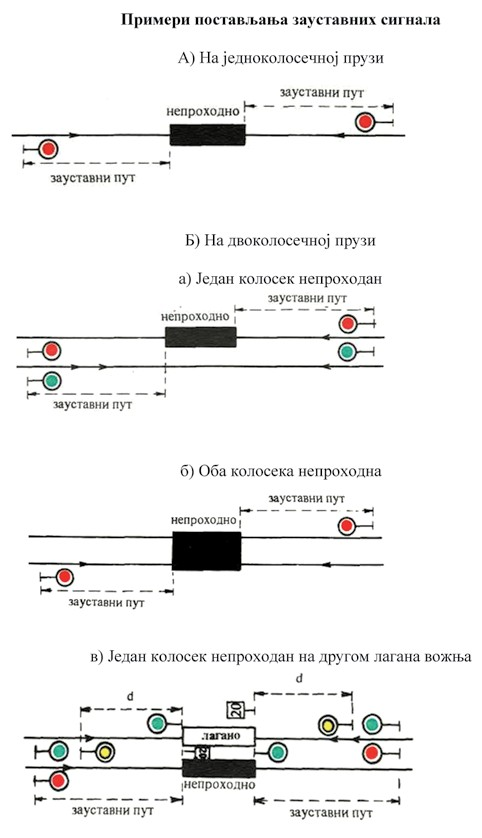 Примери постављања зауставних сигнала
А) На једноколосечној прузи
зауставни пут
непроходно
зауставни пут
Б) На двоколосечној прузи
а) Један колосек непроходан
зауставни пут
непроходно
зауставни пут
б) Оба колосека непроходна
зауставни пут
непроходно
зауставни пут
в) Један колосек непроходан на другом лагана вожња
d
d
20
лагано
20
непроходно
зауставни пут
зауставни пут